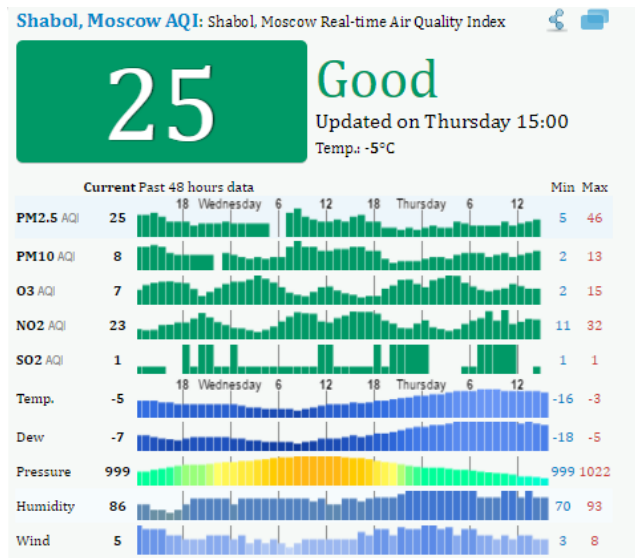 Shabol, Moscow AQI: Shabol, Moscow Real-time Air Quality Index
25
Good
Updated on Thursday 15:00
Temp.: -5°C
Current Past 48 hours data Min Max
18 Wednesday 6 12 18 Thursday 6 12
PM2.5 AQI 25 5 46
PM10 AQI 8 2 13
O3 AQI 7 2 15
NO2 AQI 23 11 32
SO2 AQI 1 1 1
18 Wednesday 6 12 18 Thursday 6 12
Temp. -5 -16 -3
Dew -7 -18 -5
Pressure 999 999 1022
Humidity 86 70 93
Wind 5 3 8